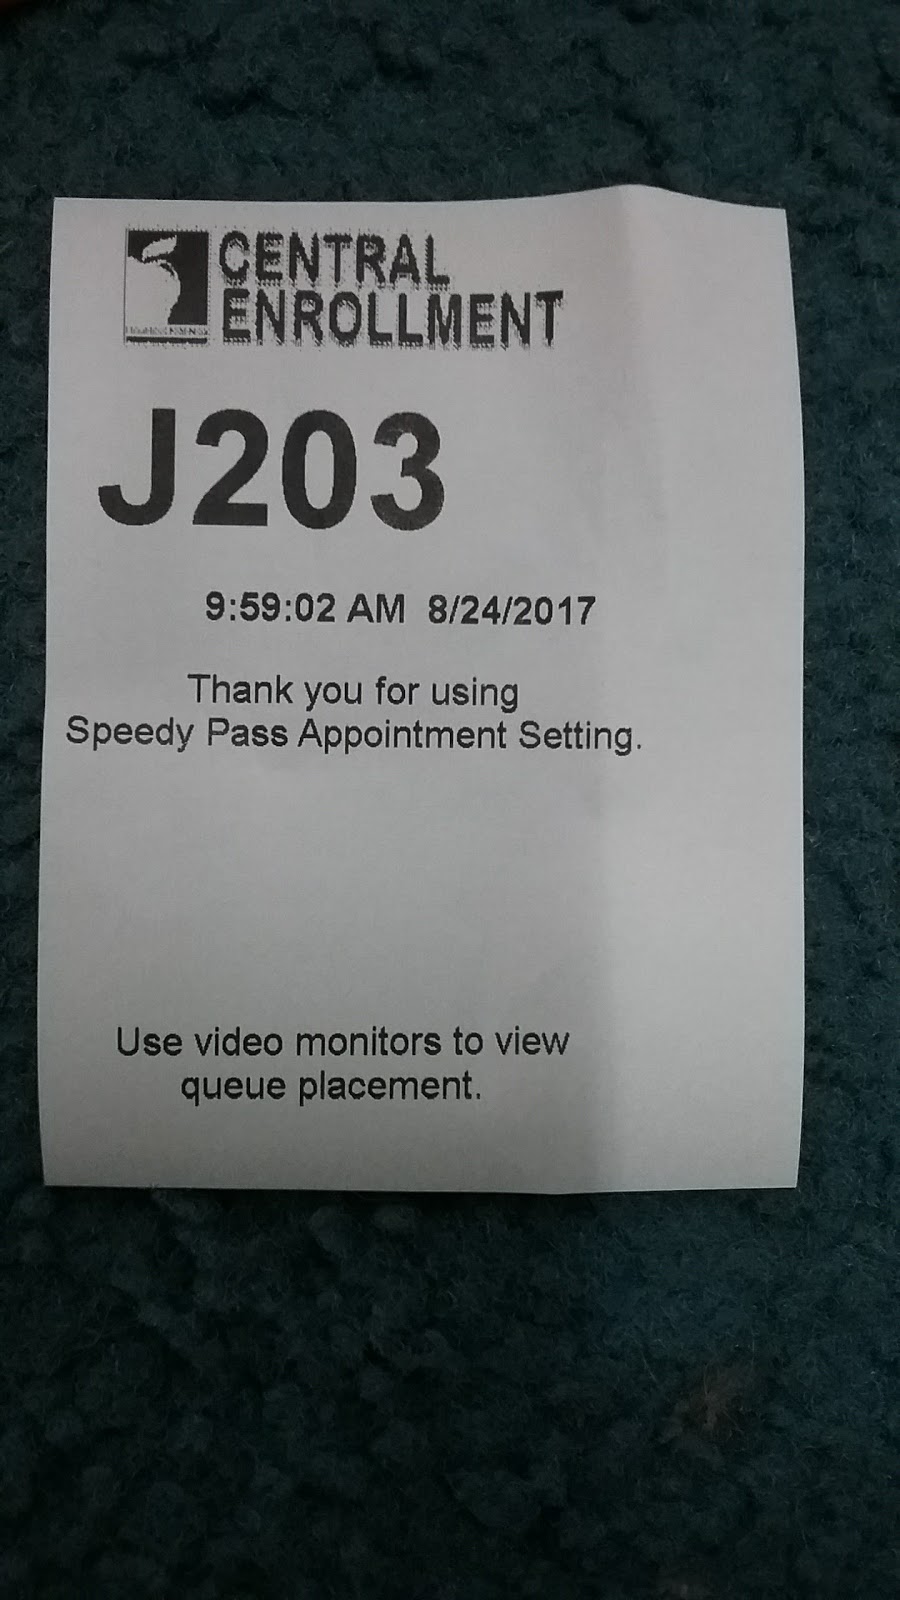 CENTRAL
ENROLLMENT
J203
9:59:02 AM 8/24/2017
Thank you for using
Speedy Pass Appointment Setting.
Use video monitors to view
queue placement.